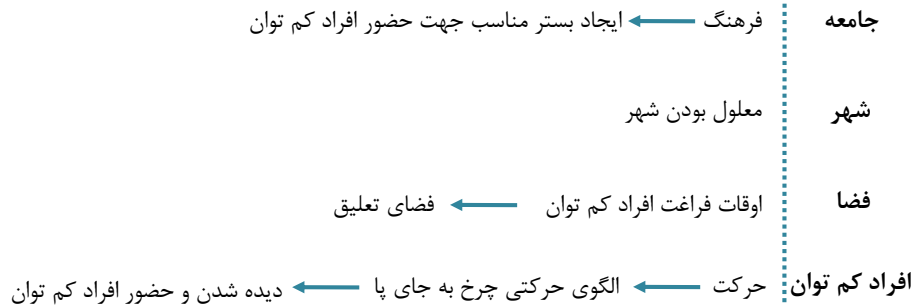 جامعه فرهنگ ایجاد بستر مناسب جهت حضور افراد کم توان
شهر معلول بودن شهر
فضا اوقات فراغت افراد کم توان فضای تعلیق
افراد کم توان حرکت الگوی حرکتی چرخ به جای پا دیده شدن و حضور افراد کم توان